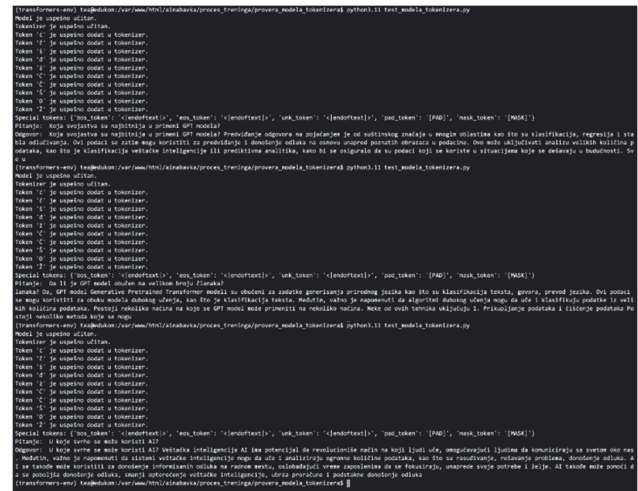 (transformers-env) tea@edukom:/var/www/html/ainabavka/proces_treninga/provera_modela_tokenizera$ python3.11 test_modela_tokenizera.py
Model je uspešno učitan.
Tokenizer je uspešno učitan.
Token 'ć' je uspešno dodat u tokenizer.
Token 'č' je uspešno dodat u tokenizer.
Token 'š' je uspešno dodat u tokenizer.
Token 'đ' je uspešno dodat u tokenizer.
Token 'ž' je uspešno dodat u tokenizer.
Token 'Ć' je uspešno dodat u tokenizer.
Token 'Č' je uspešno dodat u tokenizer.
Token 'Š' je uspešno dodat u tokenizer.
Token 'Đ' je uspešno dodat u tokenizer.
Token 'Ž' je uspešno dodat u tokenizer.
Special tokens: {'bos_token': '<|endoftext|>', 'eos_token': '<|endoftext|>', 'unk_token': '<|endoftext|>', 'pad_token': '[PAD]', 'mask_token': '[MASK]'}
Pitanje:  Koja svojstva su najbitnija u primeni GPT modela?
Odgovor:  Koja svojstva su najbitnija u primeni GPT modela? Predviđanje odgovora na pojačanjem je od suštinskog značaja u mnogim oblastima kao što su klasifikacija, regresija i sta
bla odlučivanja. Ovi podaci se zatim mogu koristiti za predviđanje i donošenje odluka na osnovu unapred poznatih obrazaca u podacima. Ovo može uključivati analizu velikih količina p
odataka, kao što je klasifikacija veštačke inteligencije ili prediktivna analitika, kako bi se osiguralo da su podaci koji se koriste u situacijama koje se dešavaju u budućnosti. Sv
e u
(transformers-env) tea@edukom:/var/www/html/ainabavka/proces_treninga/provera_modela_tokenizera$ python3.11 test_modela_tokenizera.py
Model je uspešno učitan.
Tokenizer je uspešno učitan.
Token 'ć' je uspešno dodat u tokenizer.
Token 'č' je uspešno dodat u tokenizer.
Token 'š' je uspešno dodat u tokenizer.
Token 'đ' je uspešno dodat u tokenizer.
Token 'ž' je uspešno dodat u tokenizer.
Token 'Ć' je uspešno dodat u tokenizer.
Token 'Č' je uspešno dodat u tokenizer.
Token 'Š' je uspešno dodat u tokenizer.
Token 'Đ' je uspešno dodat u tokenizer.
Token 'Ž' je uspešno dodat u tokenizer.
Special tokens: {'bos_token': '<|endoftext|>', 'eos_token': '<|endoftext|>', 'unk_token': '<|endoftext|>', 'pad_token': '[PAD]', 'mask_token': '[MASK]'}
Pitanje:  Da li je GPT model obučen na velikom broju članaka?
lanaka? Da, GPT model Generative Pretrained Transformer modeli su obučeni za zadatke generisanja prirodnog jezika kao što su klasifikacija teksta, govora, prevod jezika. Ovi podaci
se mogu koristiti za obuku modela dubokog učenja, kao što je klasifikacija teksta. Međutim, važno je napomenuti da algoritmi dubokog učenja mogu da uče i klasifikuju podatke iz veli
kih količina podataka. Postoji nekoliko načina na koje se GPT model može primeniti na nekoliko načina. Neke od ovih tehnika uključuju 1. Prikupljanje podataka i čišćenje podataka Po
stoji nekoliko metoda koje se mogu
(transformers-env) tea@edukom:/var/www/html/ainabavka/proces_treninga/provera_modela_tokenizera$ python3.11 test_modela_tokenizera.py
Model je uspešno učitan.
Tokenizer je uspešno učitan.
Token 'ć' je uspešno dodat u tokenizer.
Token 'č' je uspešno dodat u tokenizer.
Token 'š' je uspešno dodat u tokenizer.
Token 'đ' je uspešno dodat u tokenizer.
Token 'ž' je uspešno dodat u tokenizer.
Token 'Ć' je uspešno dodat u tokenizer.
Token 'Č' je uspešno dodat u tokenizer.
Token 'Š' je uspešno dodat u tokenizer.
Token 'Đ' je uspešno dodat u tokenizer.
Token 'Ž' je uspešno dodat u tokenizer.
Special tokens: {'bos_token': '<|endoftext|>', 'eos_token': '<|endoftext|>', 'unk_token': '<|endoftext|>', 'pad_token': '[PAD]', 'mask_token': '[MASK]'}
Pitanje:  U koje svrhe se može koristi AI?
Odgovor:  U koje svrhe se može koristi AI? Veštačka inteligencija AI ima potencijal da revolucioniše način na koji ljudi uče, omogućavajući ljudima da komuniciraju sa svetom oko nas
. Međutim, važno je napomenuti da sistemi veštačke inteligencije mogu da uče i analiziraju ogromne količine podataka, kao što su rasuđivanje, rešavanje problema, donošenje odluka. A
I se takođe može koristiti za donošenje informisanih odluka na radnom mestu, oslobađajući vreme zaposlenima da se fokusiraju, unaprede svoje potrebe i želje. AI takođe može pomoći d
a se poboljša donošenje odluka, smanji opterećenje veštačke inteligencije, ubrza proračune i podstakne donošenje odluka
(transformers-env) tea@edukom:/var/www/html/ainabavka/proces_treninga/provera_modela_tokenizera$